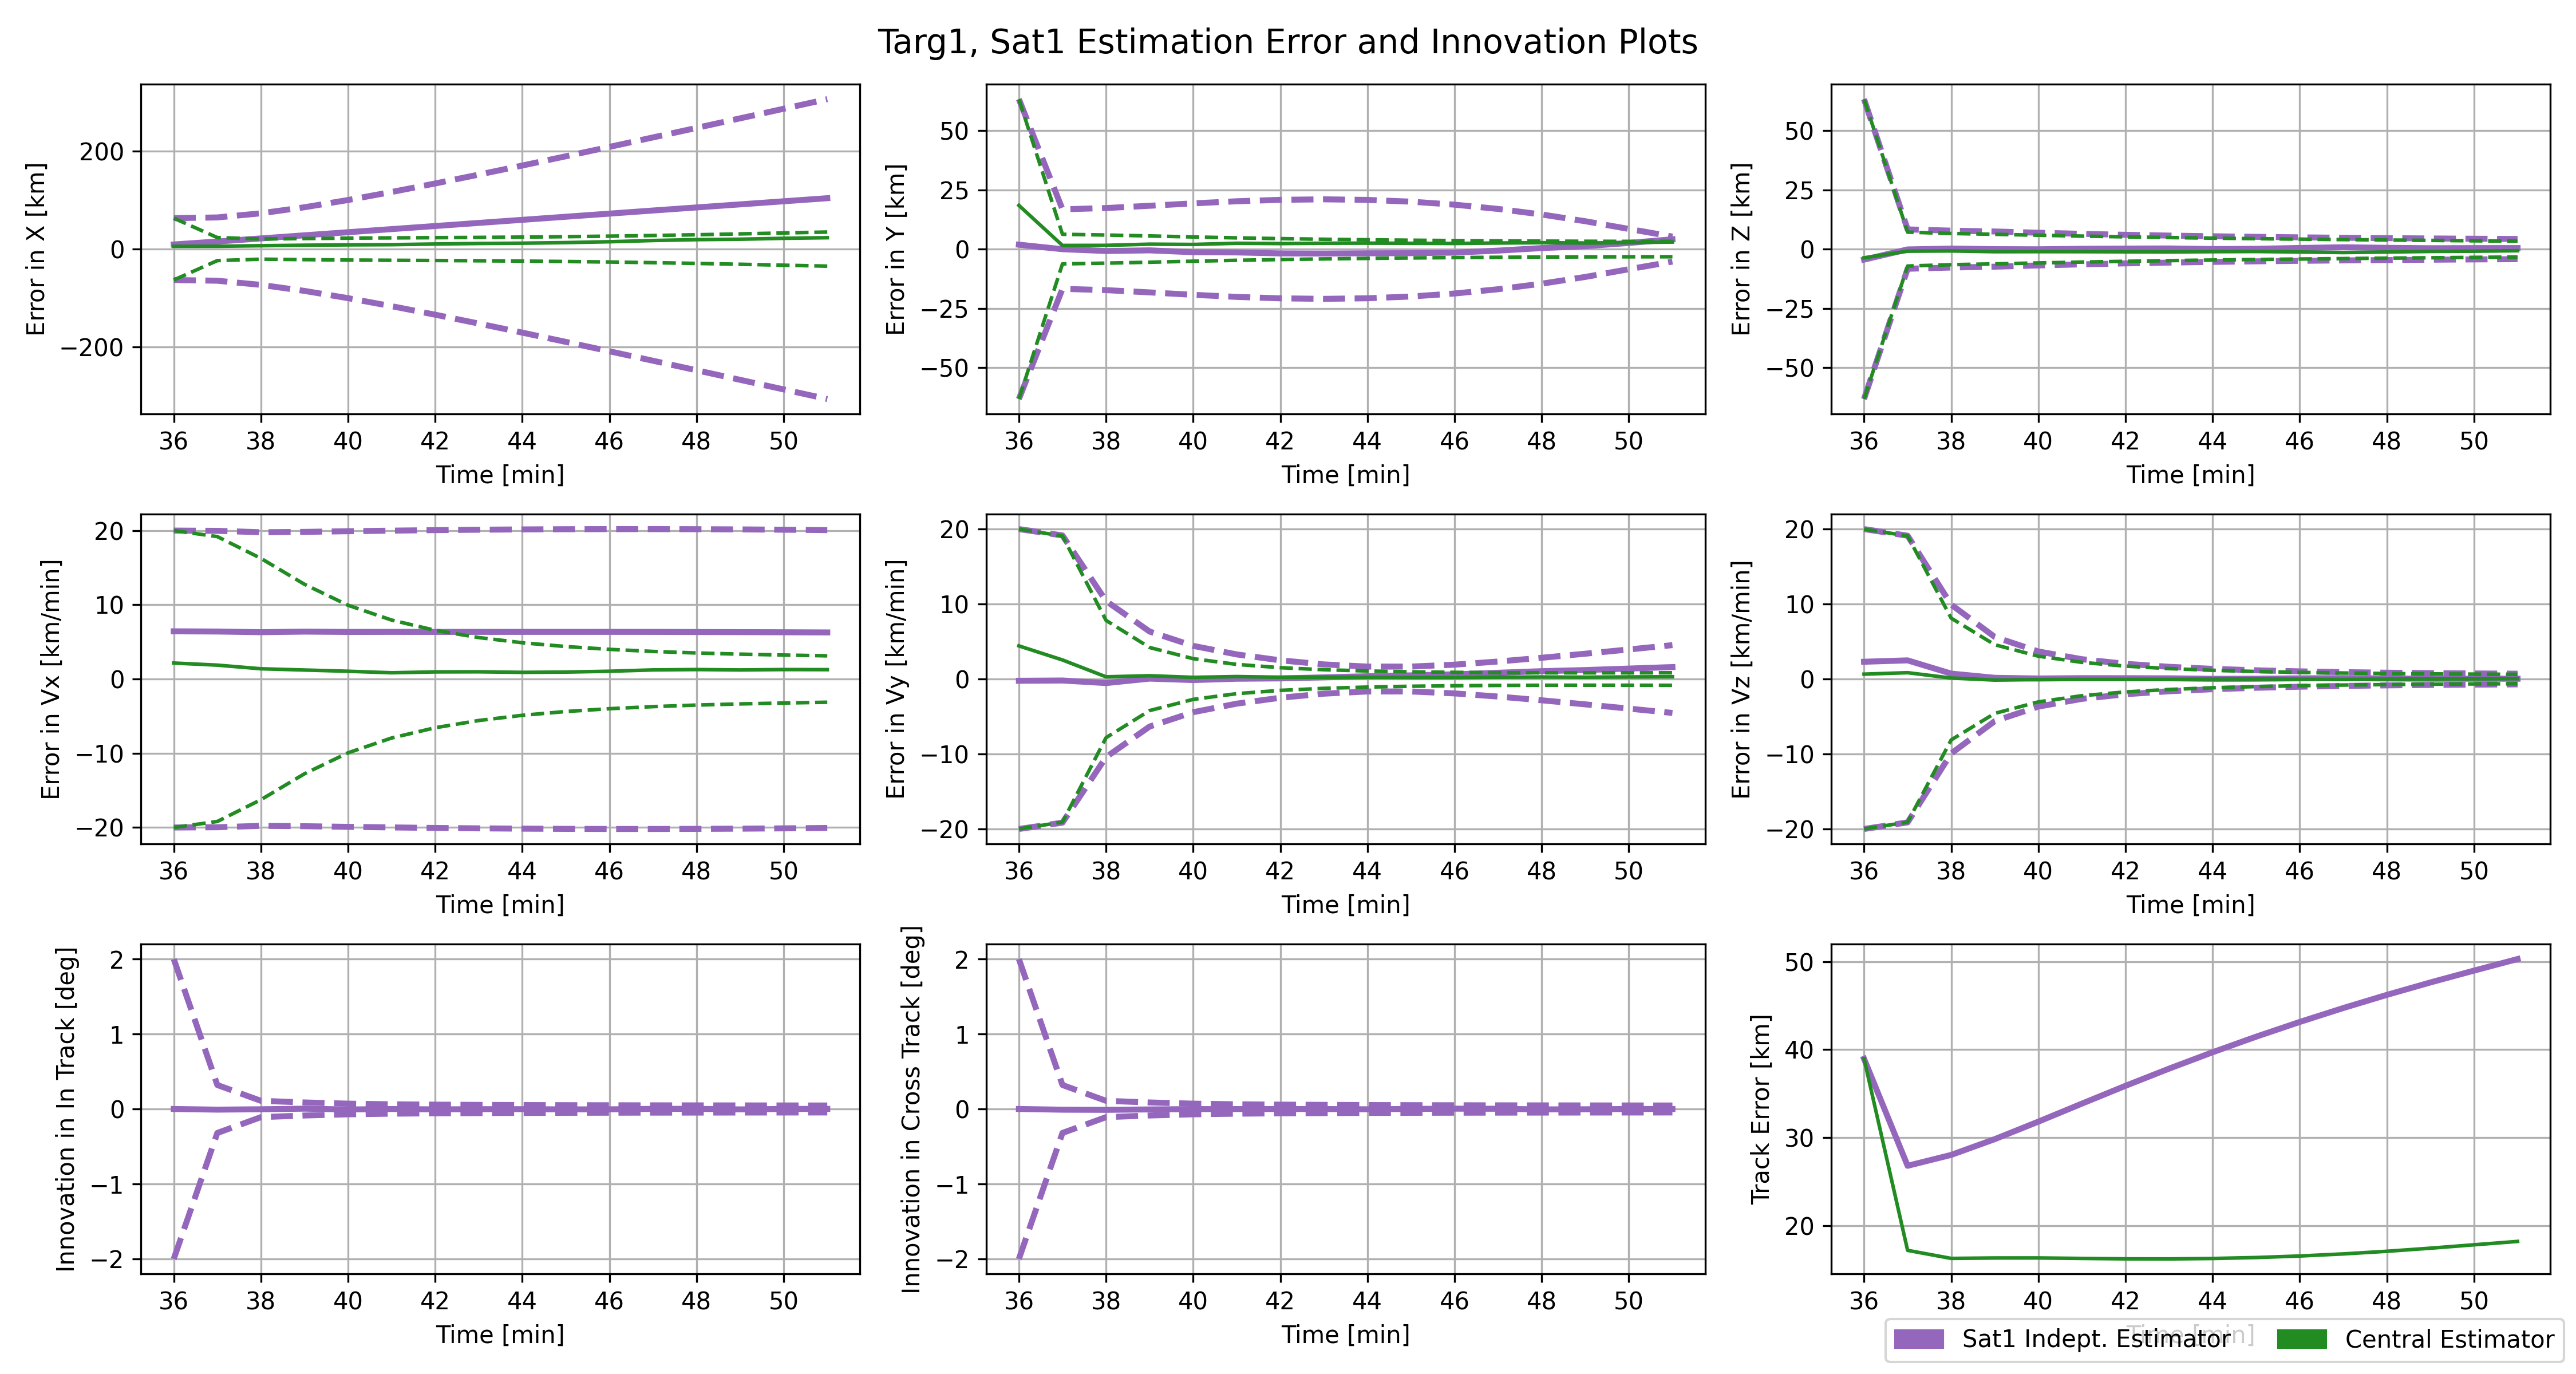 Targ1, Sat1 Estimation Error and Innovation Plots
Error in X [km]
200
0
−200
36 38 40 42 44 46 48 50
Time [min]
Error in Y [km]
50
25
0
−25
−50
36 38 40 42 44 46 48 50
Time [min]
Error in Z [km]
50
25
0
−25
−50
36 38 40 42 44 46 48 50
Time [min]
Error in Vx [km/min]
20
10
0
−10
−20
36 38 40 42 44 46 48 50
Time [min]
Error in Vy [km/min]
20
10
0
−10
−20
36 38 40 42 44 46 48 50
Time [min]
Error in Vz [km/min]
20
10
0
−10
−20
36 38 40 42 44 46 48 50
Time [min]
Innovation in In Track [deg]
2
1
0
−1
−2
36 38 40 42 44 46 48 50
Time [min]
Innovation in Cross Track [deg]
2
1
0
−1
−2
36 38 40 42 44 46 48 50
Time [min]
Track Error [km]
50
40
30
20
36 38 40 42 44 46 48 50
Time [min]
Sat1 Indept. Estimator
Central Estimator